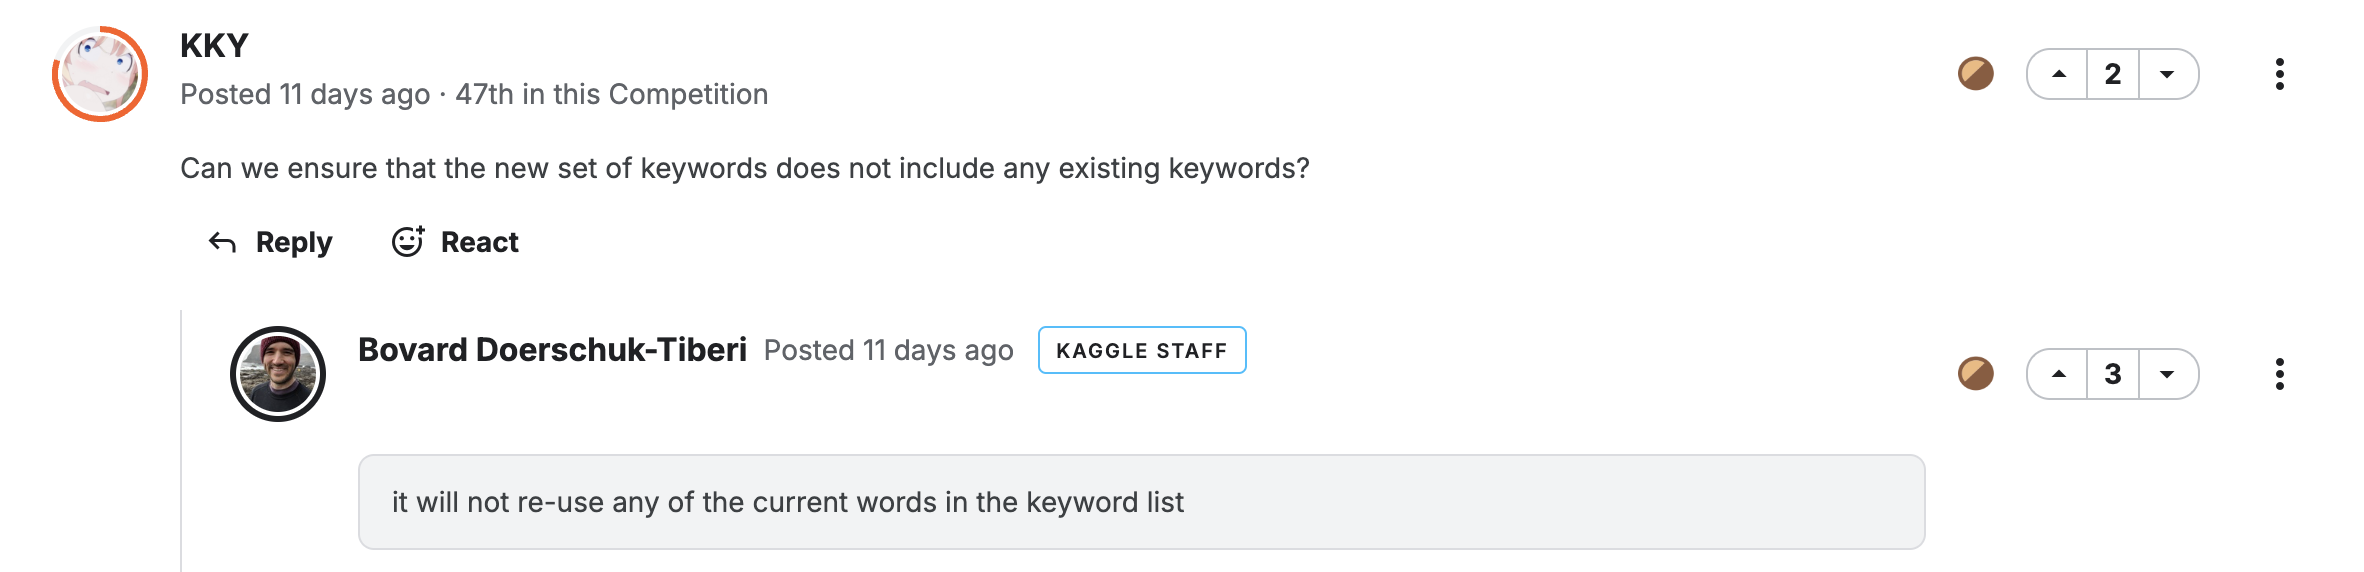 KKY
Posted 11 days ago · 47th in this Competition
2
Can we ensure that the new set of keywords does not include any existing keywords?
Reply React
Bovard Doerschuk-Tiberi Posted 11 days ago KAGGLE STAFF
3
it will not re-use any of the current words in the keyword list